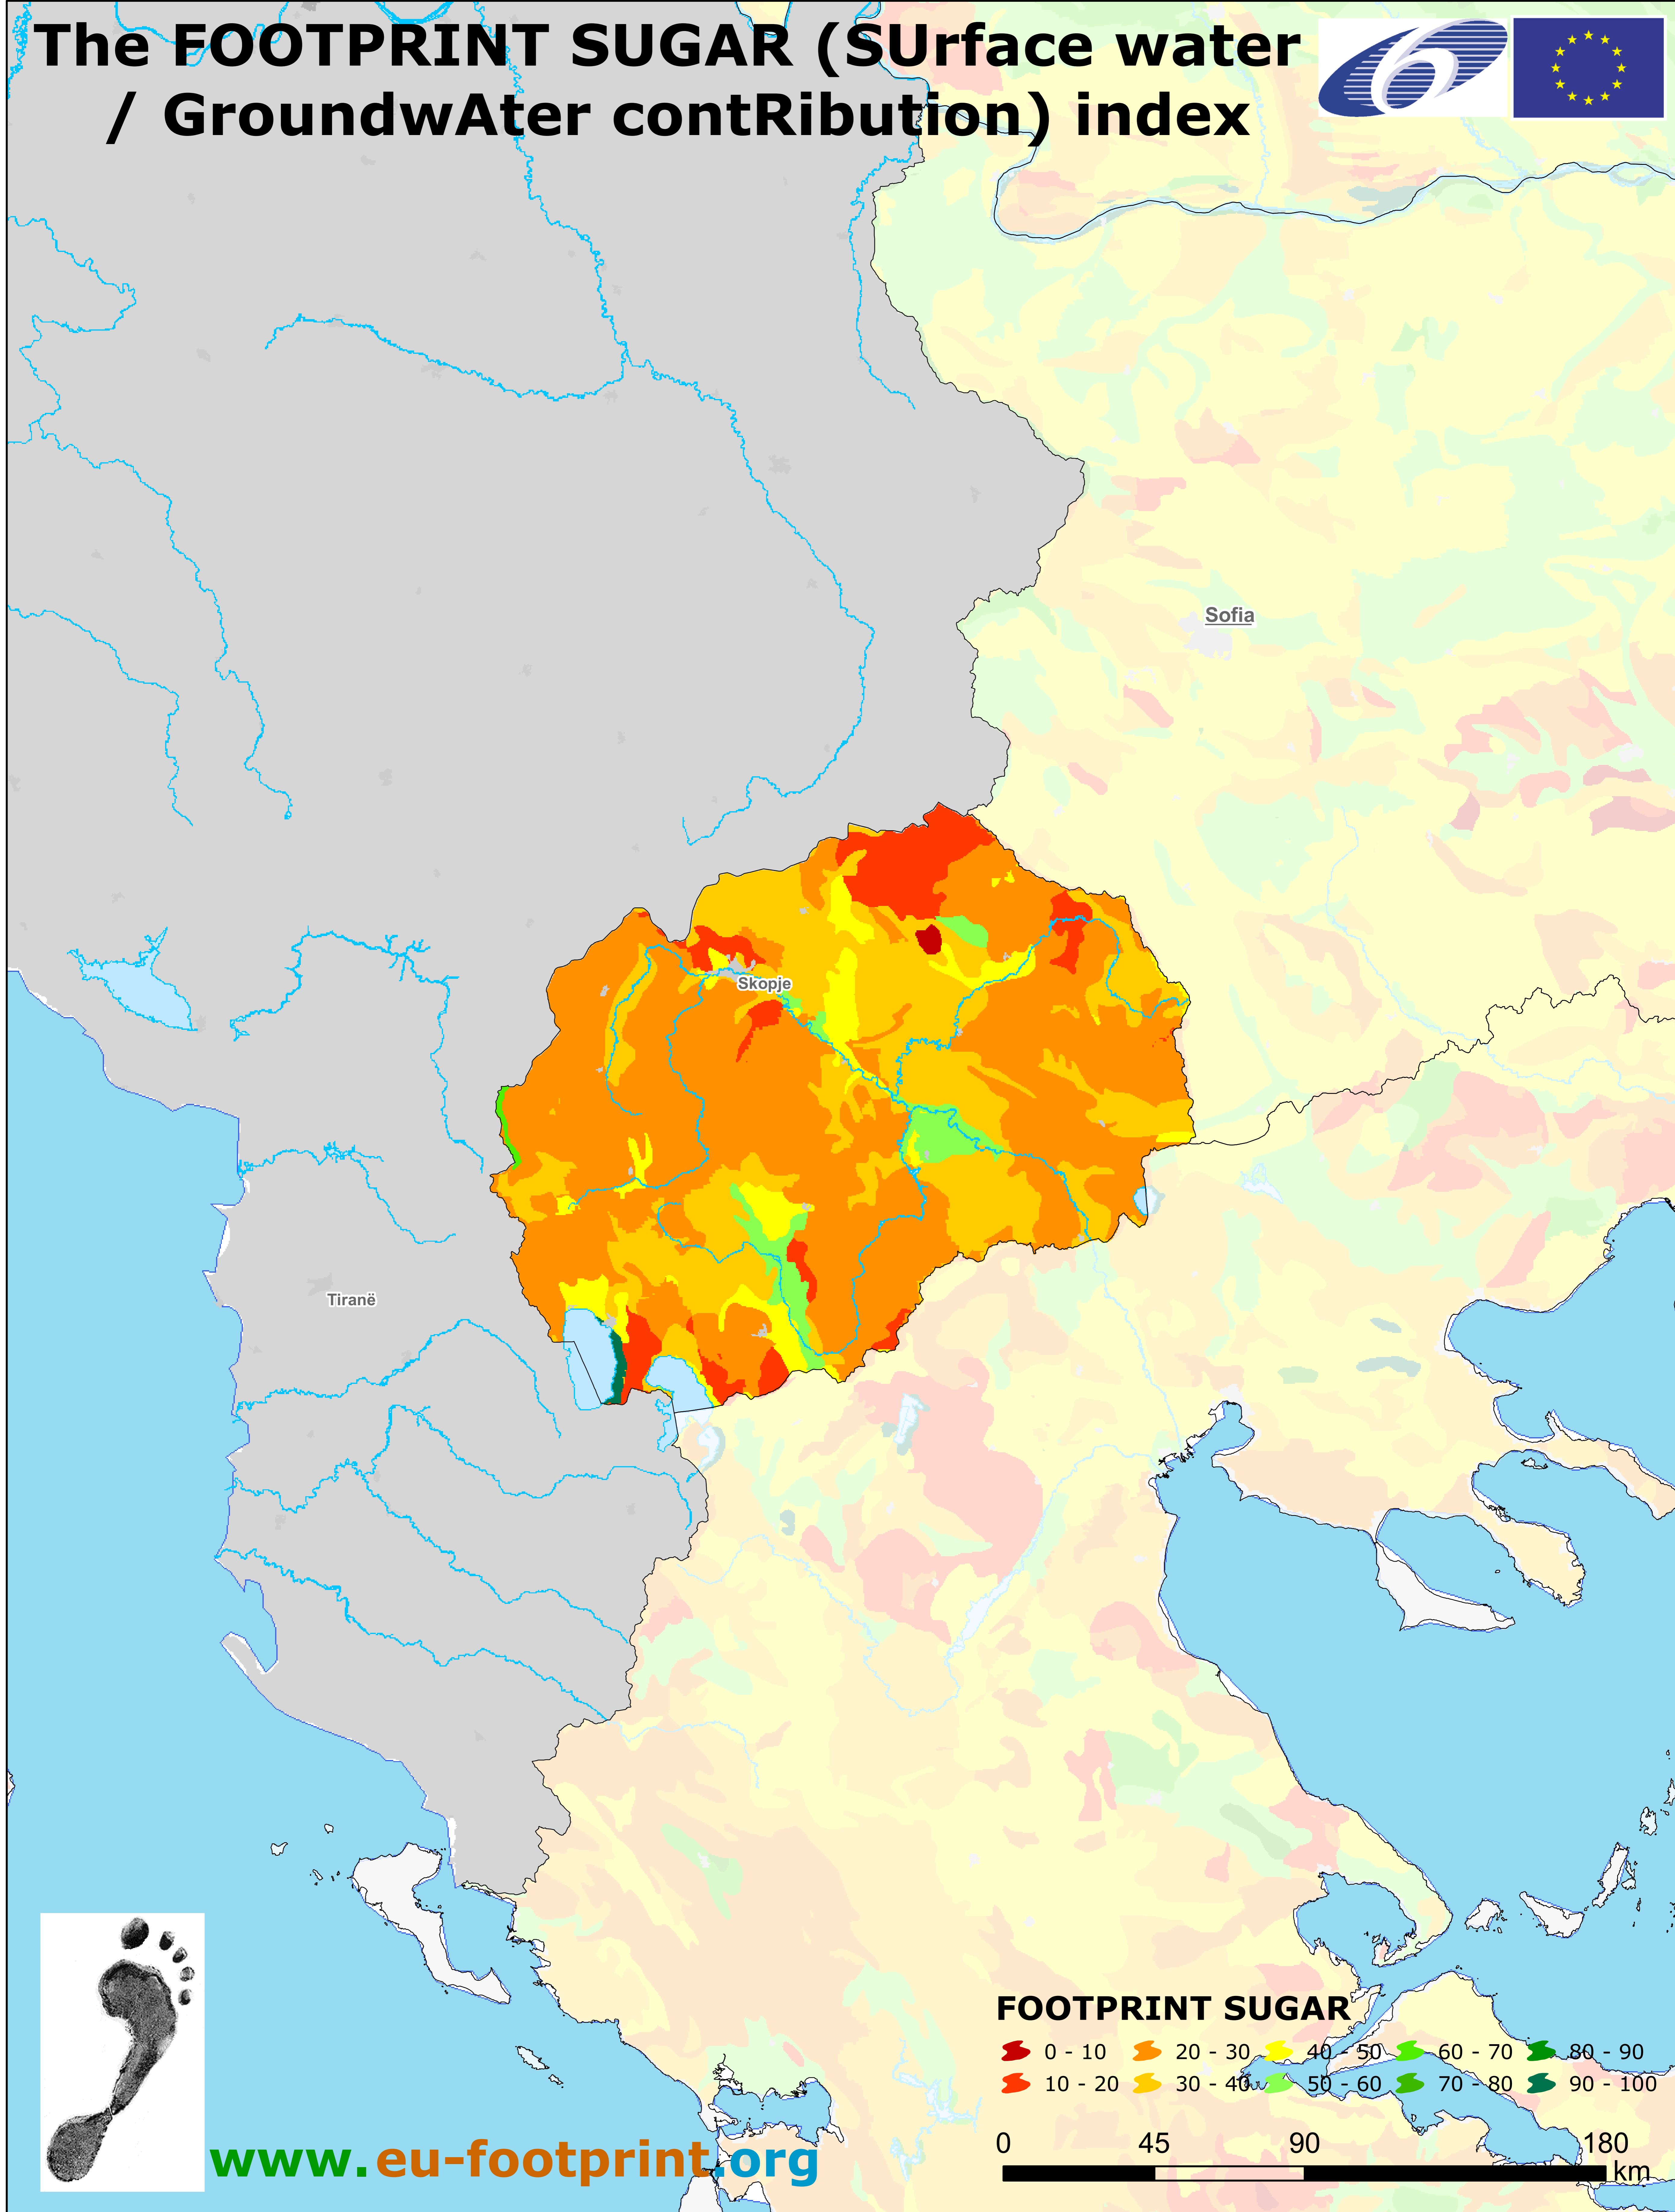 The FOOTPRINT SUGAR (SUrface water
/ GroundwAter contRibution) index
Sofia
Skopje
Tiranë
FOOTPRINT SUGAR
0 - 10 20 - 30 40 - 50 60 - 70 80 - 90
10 - 20 30 - 40 50 - 60 70 - 80 90 - 100
0 45 90 180
km
www.eu-footprint.org